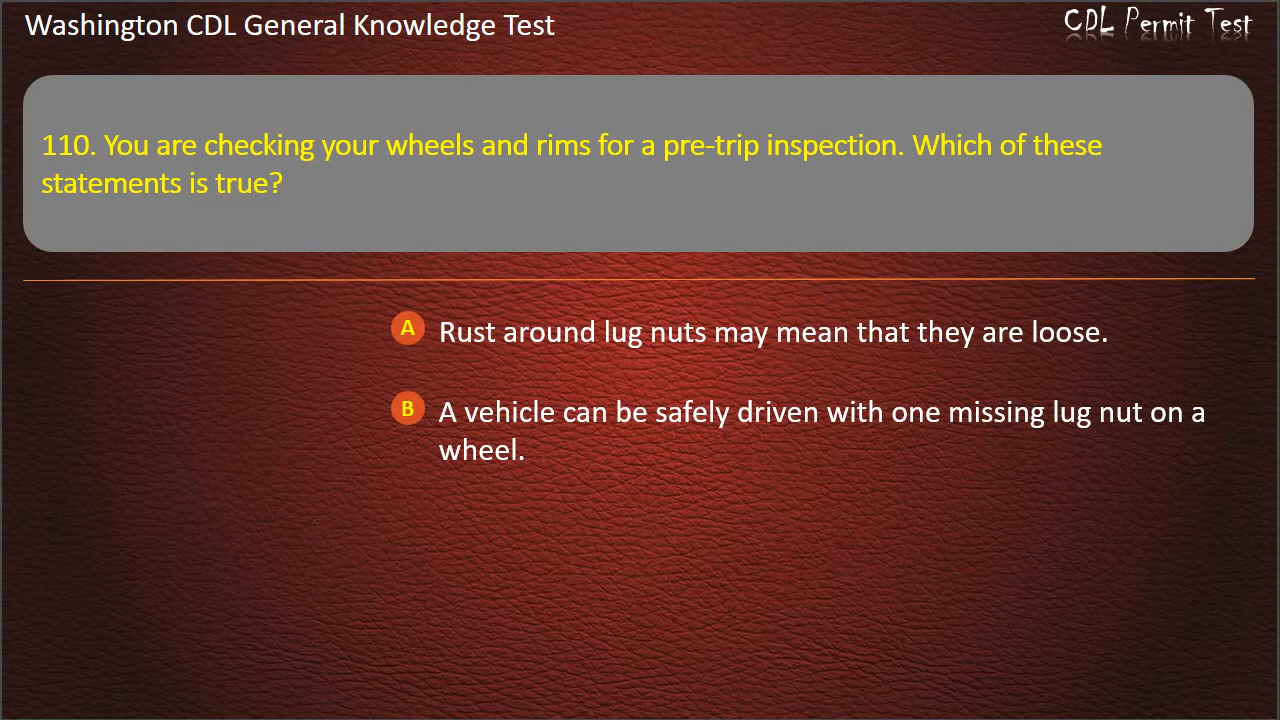 Washington CDL General Knowledge Test
CDL Permit Test
110. You are checking your wheels and rims for a pre-trip inspection. Which of these
statements is true?
A Rust around lug nuts may mean that they are loose.
B A vehicle can be safely driven with one missing lug nut on a
wheel.